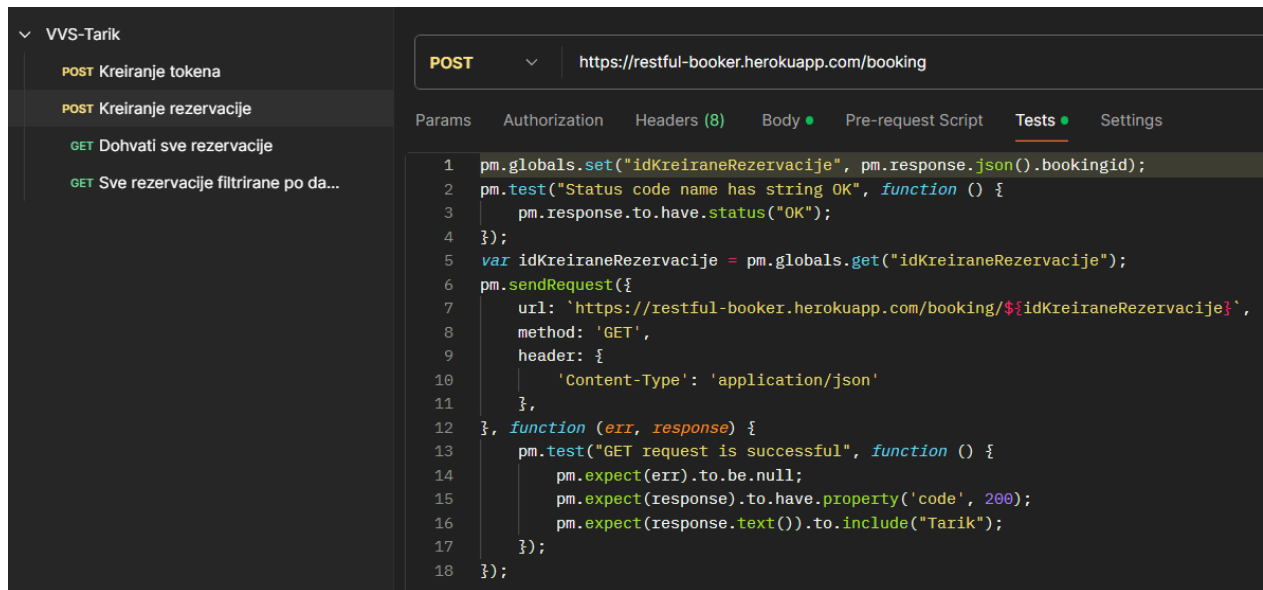 VVS-Tarik
POST Kreiranje tokena
POST Kreiranje rezervacije
GET Dohvati sve rezervacije
GET Sve rezervacije filtrirane po da...
POST https://restful-booker.herokuapp.com/booking
Params Authorization Headers (8) Body Pre-request Script Tests Settings
1 pm.globals.set("idKreiraneRezervacije", pm.response.json().bookingid);
2 pm.test("Status code name has string OK", function () {
3     pm.response.to.have.status("OK");
4 });
5 var idKreiraneRezervacije = pm.globals.get("idKreiraneRezervacije");
6 pm.sendRequest({
7     url: `https://restful-booker.herokuapp.com/booking/${idKreiraneRezervacije}`,
8     method: 'GET',
9     header: {
10         'Content-Type': 'application/json'
11     },
12 }, function (err, response) {
13     pm.test("GET request is successful", function () {
14         pm.expect(err).to.be.null;
15         pm.expect(response).to.have.property('code', 200);
16         pm.expect(response.text()).to.include("Tarik");
17     });
18 });